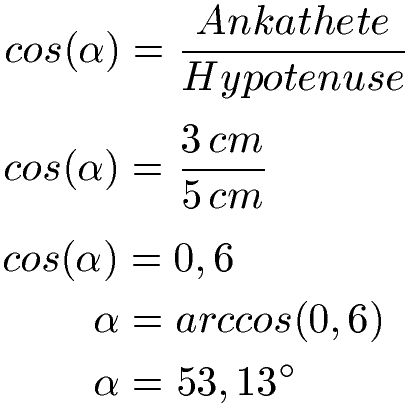 cos(α) = Ankathete / Hypotenuse
cos(α) = 3 cm / 5 cm
cos(α) = 0,6
α = arccos(0,6)
α = 53,13°